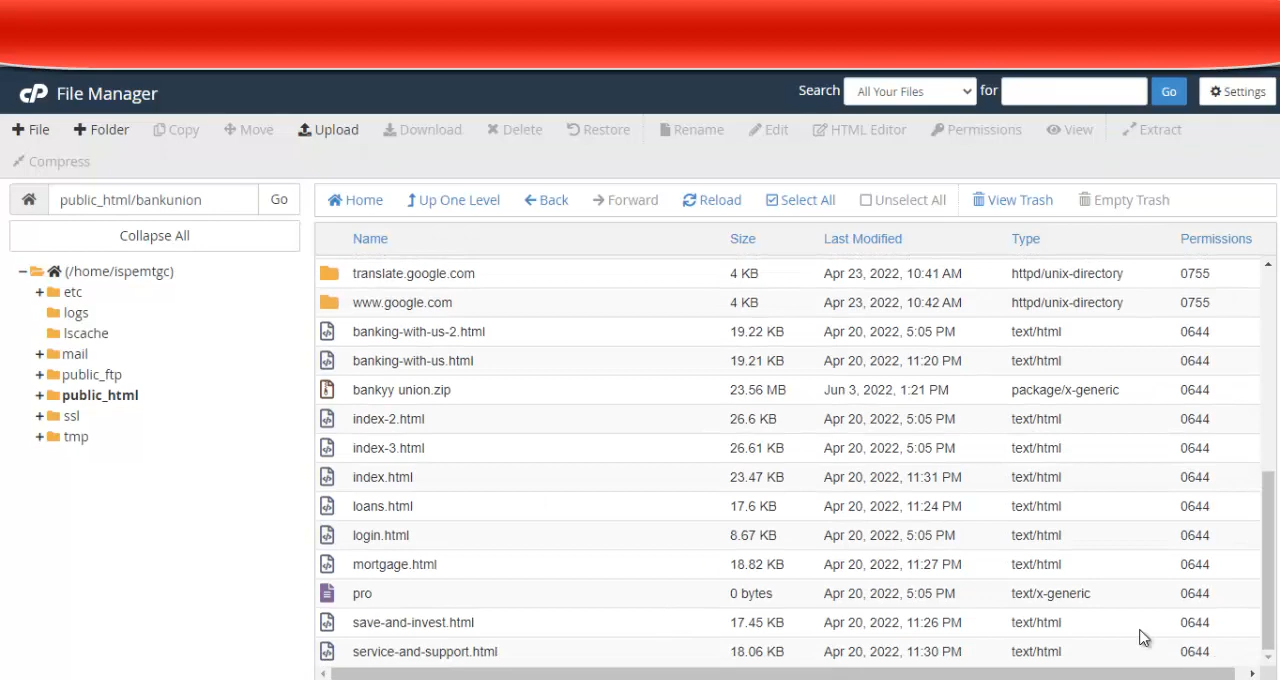 cP File Manager Search All Your Files for Go Settings
File Folder Copy Move Upload Download Delete Restore Rename Edit HTML Editor Permissions View Extract
Compress
public_html/bankunion Go Home Up One Level Back Forward Reload Select All Unselect All View Trash Empty Trash
Collapse All
(/home/ispemtgc)
etc
logs
lscache
mail
public_ftp
public_html
ssl
tmp
Name Size Last Modified Type Permissions
translate.google.com 4 KB Apr 23, 2022, 10:41 AM httpd/unix-directory 0755
www.google.com 4 KB Apr 23, 2022, 10:42 AM httpd/unix-directory 0755
banking-with-us-2.html 19.22 KB Apr 20, 2022, 5:05 PM text/html 0644
banking-with-us.html 19.21 KB Apr 20, 2022, 11:20 PM text/html 0644
bankyy union.zip 23.56 MB Jun 3, 2022, 1:21 PM package/x-generic 0644
index-2.html 26.6 KB Apr 20, 2022, 5:05 PM text/html 0644
index-3.html 26.61 KB Apr 20, 2022, 5:05 PM text/html 0644
index.html 23.47 KB Apr 20, 2022, 11:31 PM text/html 0644
loans.html 17.6 KB Apr 20, 2022, 11:24 PM text/html 0644
login.html 8.67 KB Apr 20, 2022, 5:05 PM text/html 0644
mortgage.html 18.82 KB Apr 20, 2022, 11:27 PM text/html 0644
pro 0 bytes Apr 20, 2022, 5:05 PM text/x-generic 0644
save-and-invest.html 17.45 KB Apr 20, 2022, 11:26 PM text/html 0644
service-and-support.html 18.06 KB Apr 20, 2022, 11:30 PM text/html 0644